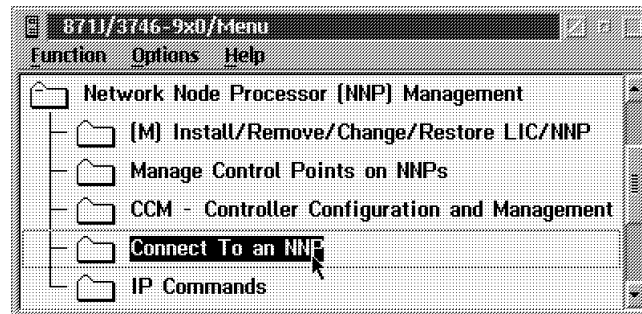 871J/3746-9x0/Menu
Function Options Help
Network Node Processor (NNP) Management
(M) Install/Remove/Change/Restore LIC/NNP
Manage Control Points on NNPs
CCM - Controller Configuration and Management
Connect To an NNP
IP Commands